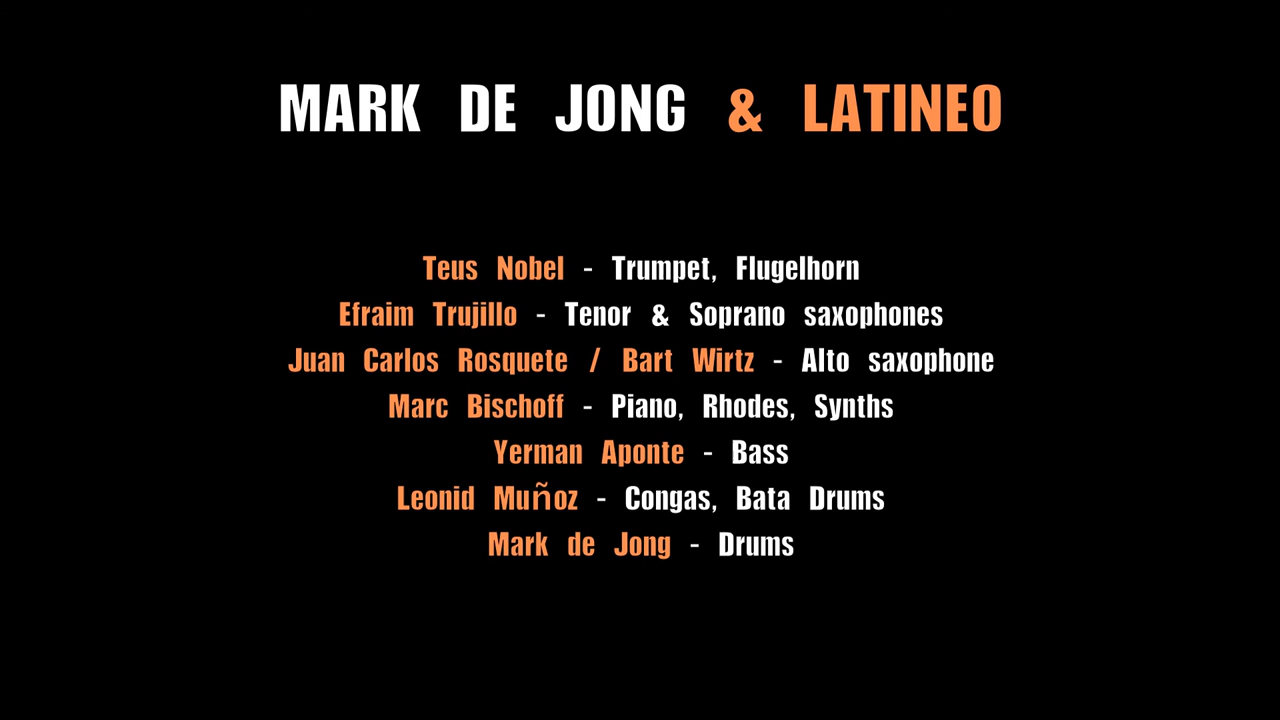 MARK DE JONG & LATINEO
Teus Nobel - Trumpet, Flugelhorn
Efraim Trujillo - Tenor & Soprano saxophones
Juan Carlos Rosquete / Bart Wirtz - Alto saxophone
Marc Bischoff - Piano, Rhodes, Synths
Yerman Aponte - Bass
Leonid Muñoz - Congas, Bata Drums
Mark de Jong - Drums